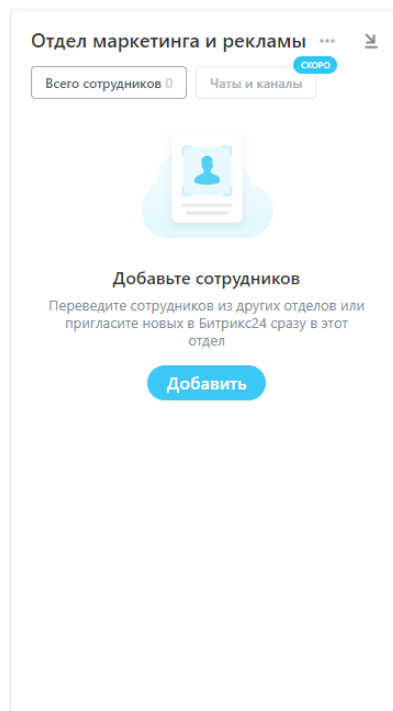 Отдел маркетинга и рекламы
СКОРО
Всего сотрудников 0
Чаты и каналы
Добавьте сотрудников
Переведите сотрудников из других отделов или
пригласите новых в Битрикс24 сразу в этот
отдел
Добавить